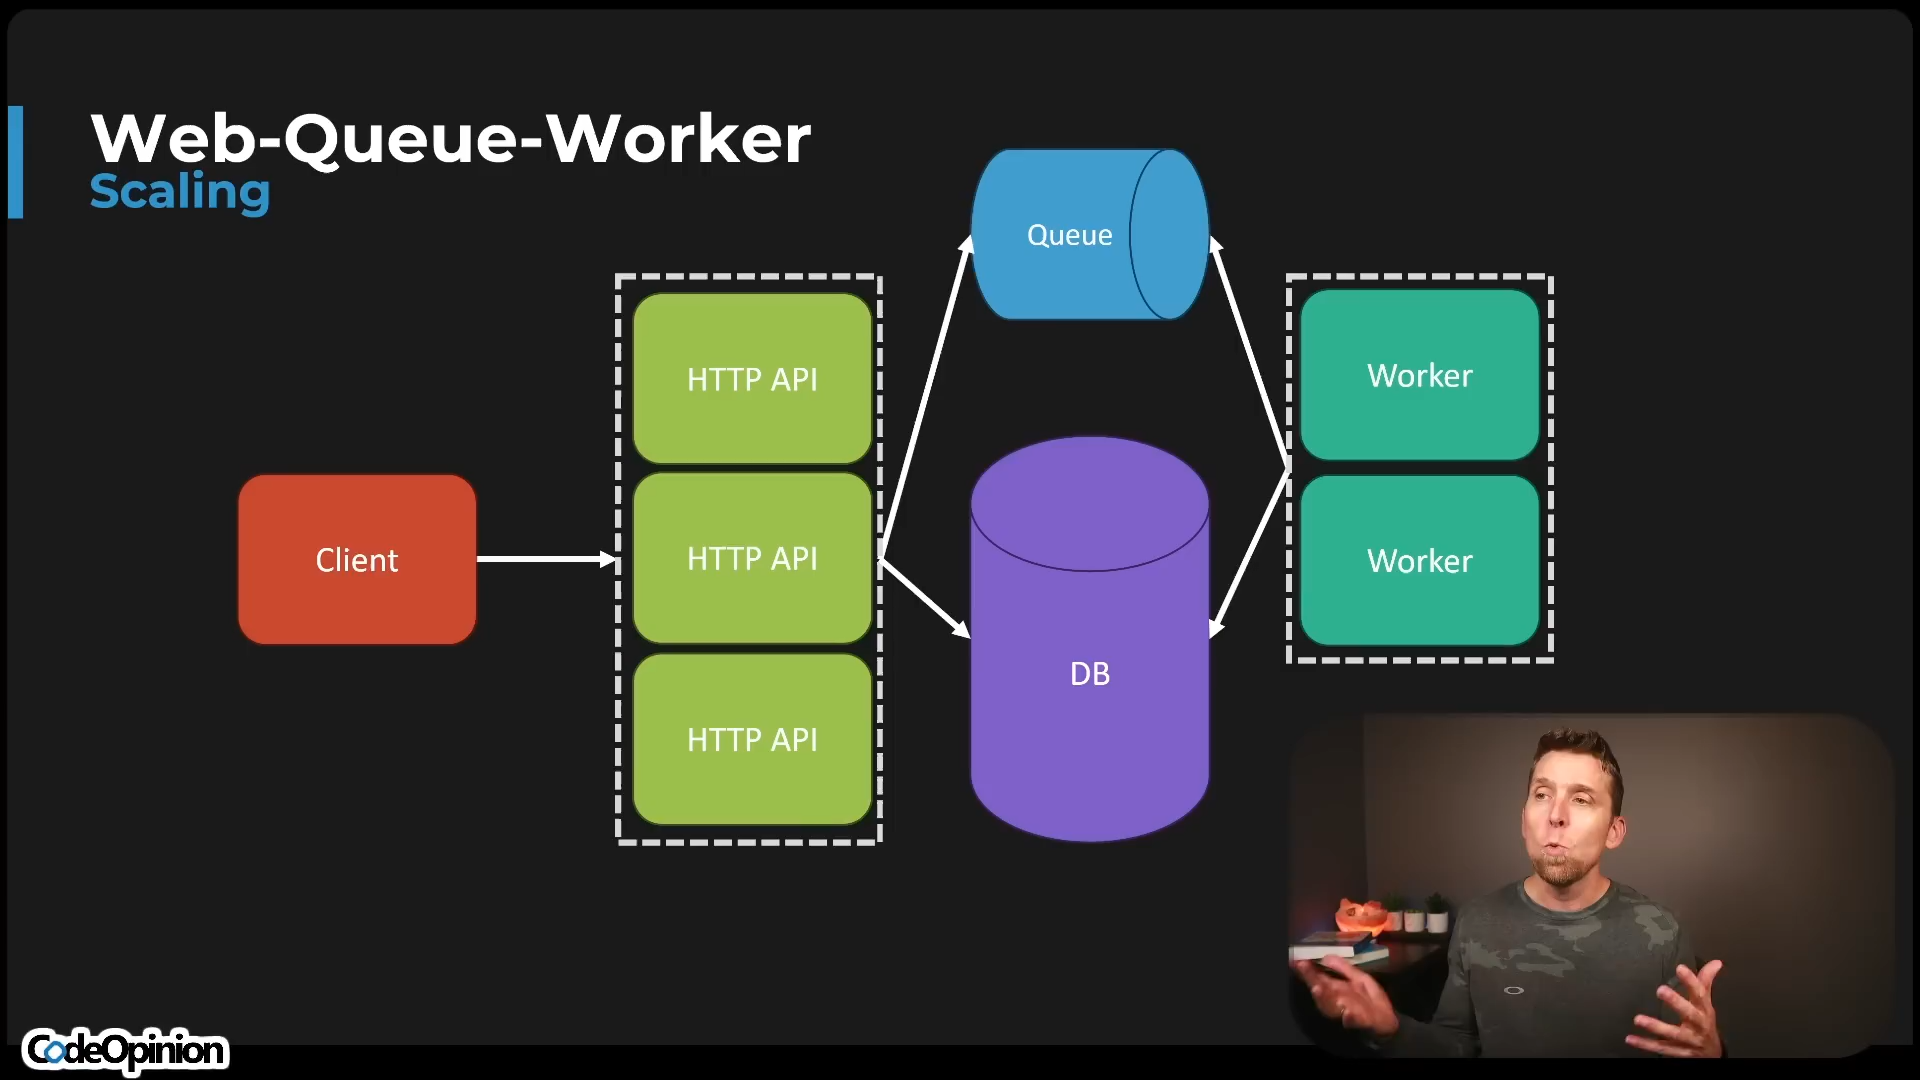 Web-Queue-Worker
Scaling
Queue
HTTP API
Worker
Client
HTTP API
Worker
DB
HTTP API
CodeOpinion